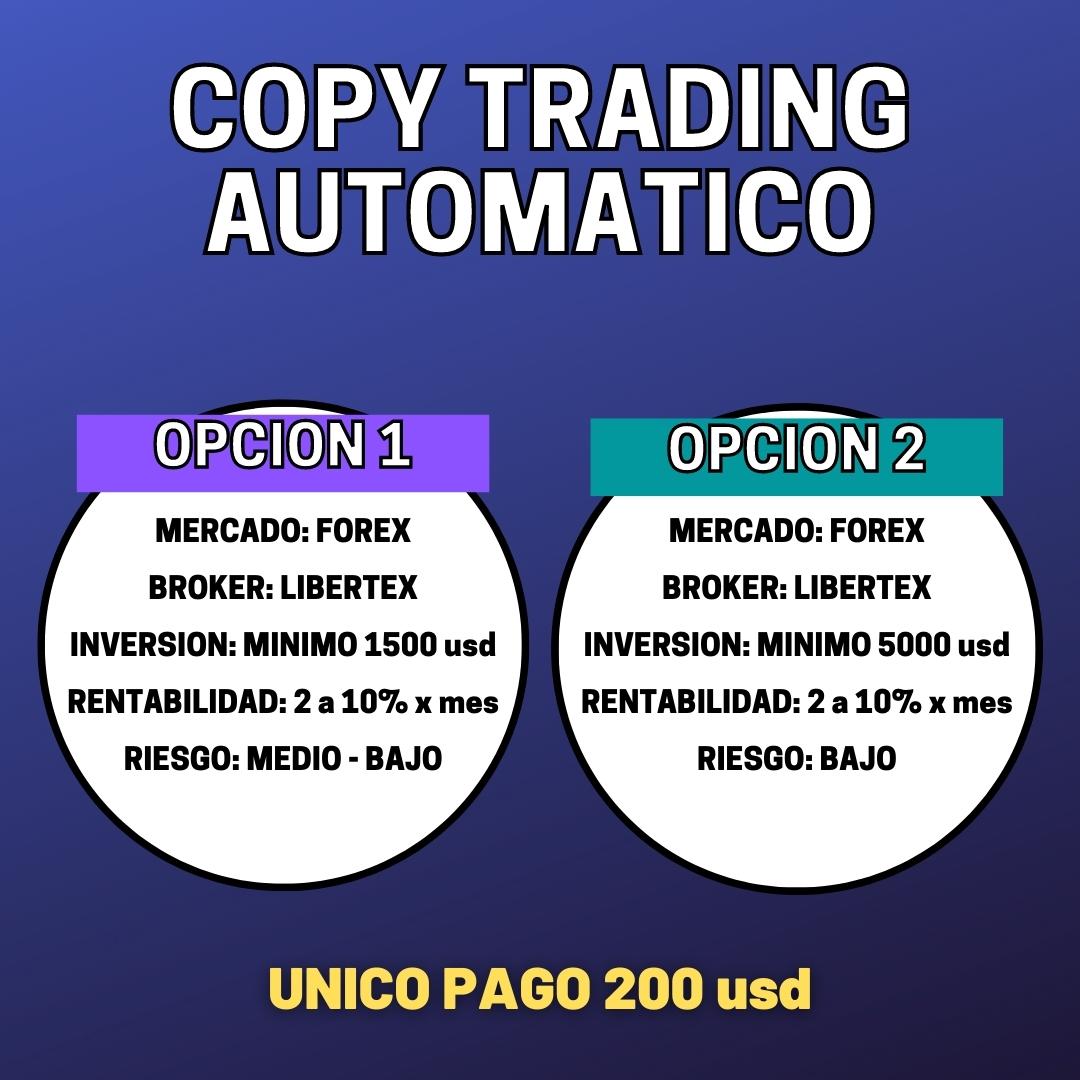 COPY TRADING
AUTOMATICO
OPCION 1
MERCADO: FOREX
BROKER: LIBERTEX
INVERSION: MINIMO 1500 usd
RENTABILIDAD: 2 a 10% x mes
RIESGO: MEDIO - BAJO
OPCION 2
MERCADO: FOREX
BROKER: LIBERTEX
INVERSION: MINIMO 5000 usd
RENTABILIDAD: 2 a 10% x mes
RIESGO: BAJO
UNICO PAGO 200 usd